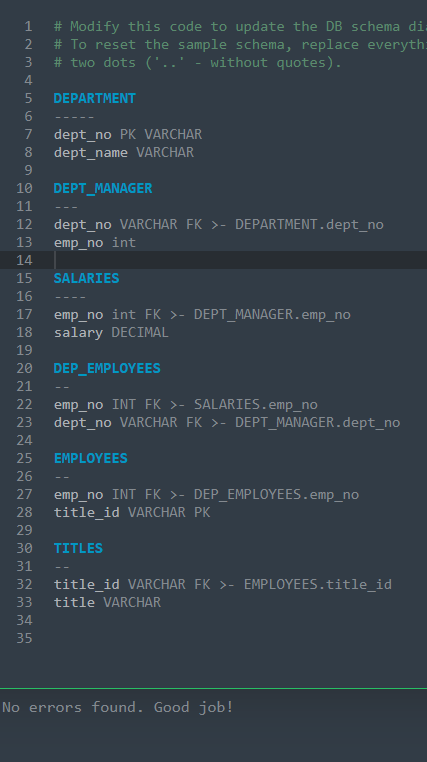 1 # Modify this code to update the DB schema di
2 # To reset the sample schema, replace everyth
3 # two dots ('..' - without quotes).
4
5 DEPARTMENT
6 -----
7 dept_no PK VARCHAR
8 dept_name VARCHAR
9
10 DEPT_MANAGER
11 ---
12 dept_no VARCHAR FK >- DEPARTMENT.dept_no
13 emp_no int
14
15 SALARIES
16 ----
17 emp_no int FK >- DEPT_MANAGER.emp_no
18 salary DECIMAL
19
20 DEP_EMPLOYEES
21 --
22 emp_no INT FK >- SALARIES.emp_no
23 dept_no VARCHAR FK >- DEPT_MANAGER.dept_no
24
25 EMPLOYEES
26 --
27 emp_no INT FK >- DEP_EMPLOYEES.emp_no
28 title_id VARCHAR PK
29
30 TITLES
31 --
32 title_id VARCHAR FK >- EMPLOYEES.title_id
33 title VARCHAR
34
35
No errors found. Good job!